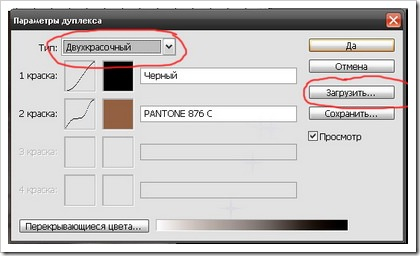 Параметры дуплекса
Тип: Двухкрасочный
Да
Отмена
1 краска: Черный
Загрузить...
2 краска: PANTONE 876 C
Сохранить...
Просмотр
3 краска:
4 краска:
Перекрывающиеся цвета...